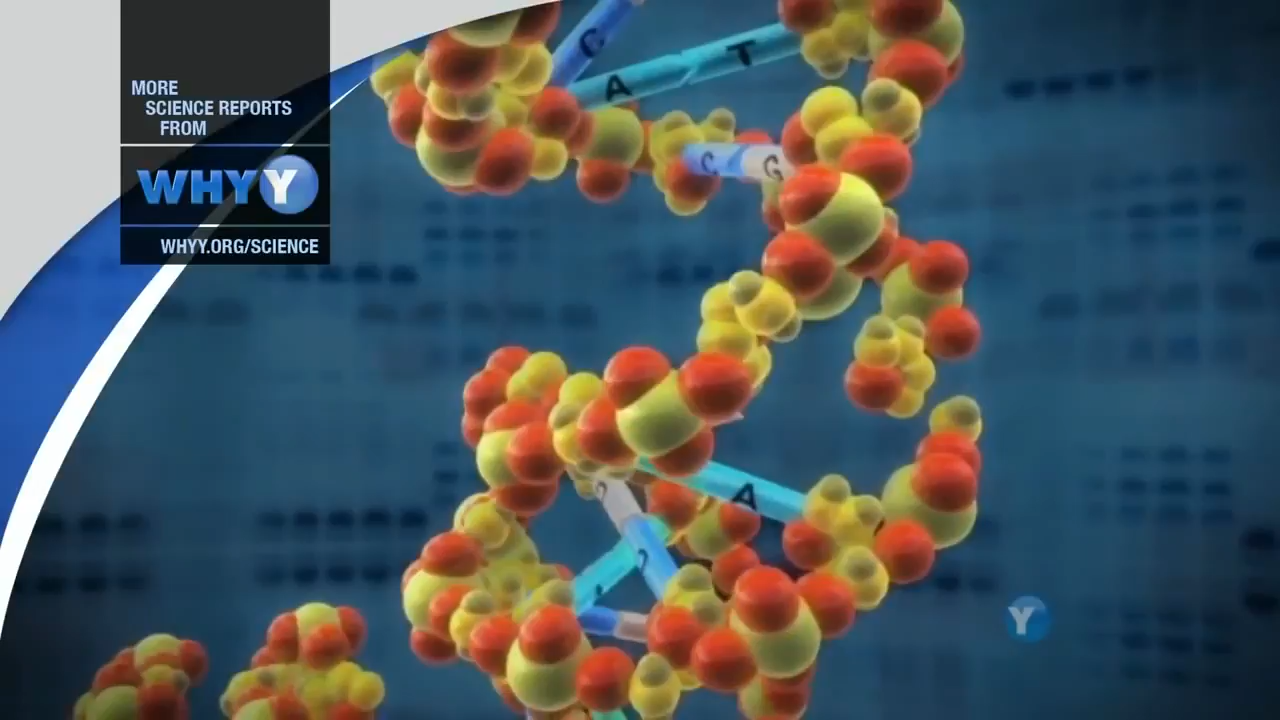 MORE
SCIENCE REPORTS
FROM
WHYY
WHYY.ORG/SCIENCE
G
A T
C G
A
Y